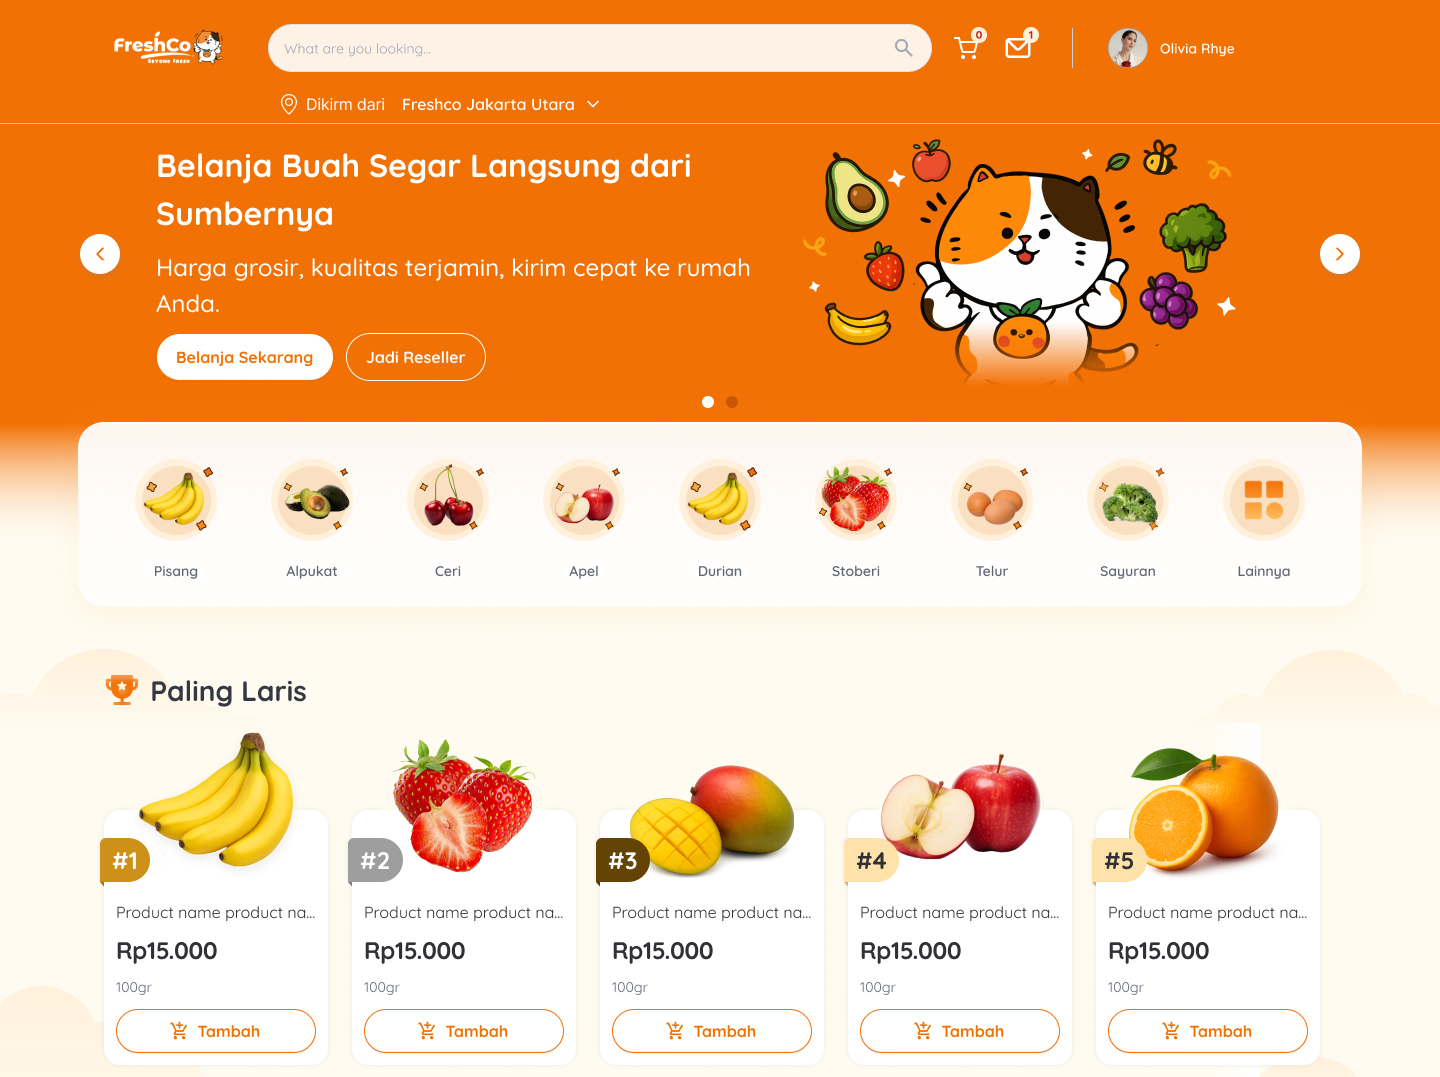 FreshCo
BEYOND FRESH
What are you looking...
0
1
Olivia Rhye
Dikirm dari Freshco Jakarta Utara
Belanja Buah Segar Langsung dari
Sumbernya
Harga grosir, kualitas terjamin, kirim cepat ke rumah
Anda.
Belanja Sekarang
Jadi Reseller
Pisang
Alpukat
Ceri
Apel
Durian
Stoberi
Telur
Sayuran
Lainnya
Paling Laris
#1
Product name product na...
Rp15.000
100gr
Tambah
#2
Product name product na...
Rp15.000
100gr
Tambah
#3
Product name product na...
Rp15.000
100gr
Tambah
#4
Product name product na...
Rp15.000
100gr
Tambah
#5
Product name product na...
Rp15.000
100gr
Tambah